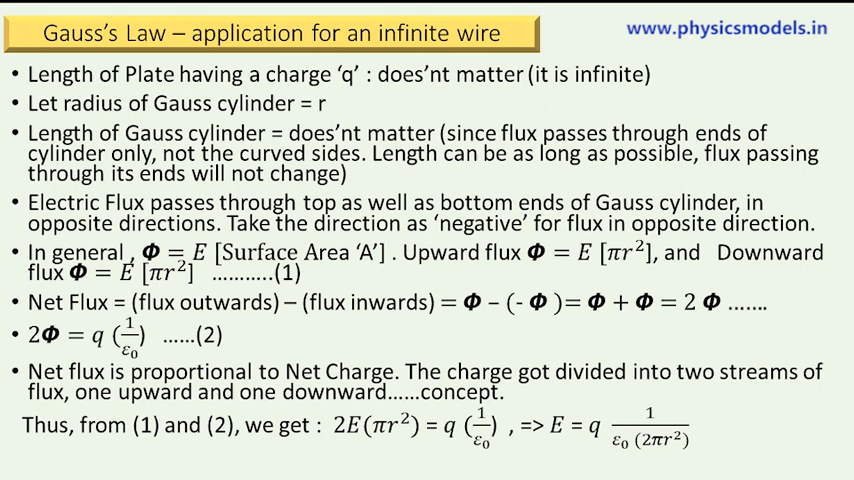 Gauss's Law – application for an infinite wire
www.physicsmodels.in
• Length of Plate having a charge 'q' : does'nt matter (it is infinite)
• Let radius of Gauss cylinder = r
• Length of Gauss cylinder = does'nt matter (since flux passes through ends of
cylinder only, not the curved sides. Length can be as long as possible, flux passing
through its ends will not change)
• Electric Flux passes through top as well as bottom ends of Gauss cylinder, in
opposite directions. Take the direction as 'negative' for flux in opposite direction.
• In general , Φ = E [Surface Area 'A'] . Upward flux Φ = E [πr²], and Downward
flux Φ = E [πr²] ...........(1)
• Net Flux = (flux outwards) – (flux inwards) = Φ – (- Φ )= Φ + Φ = 2 Φ .......
• 2Φ = q (1/ε₀) ......(2)
• Net flux is proportional to Net Charge. The charge got divided into two streams of
flux, one upward and one downward......concept.
Thus, from (1) and (2), we get : 2E(πr²) = q (1/ε₀) , => E = q 1/ε₀ (2πr²)